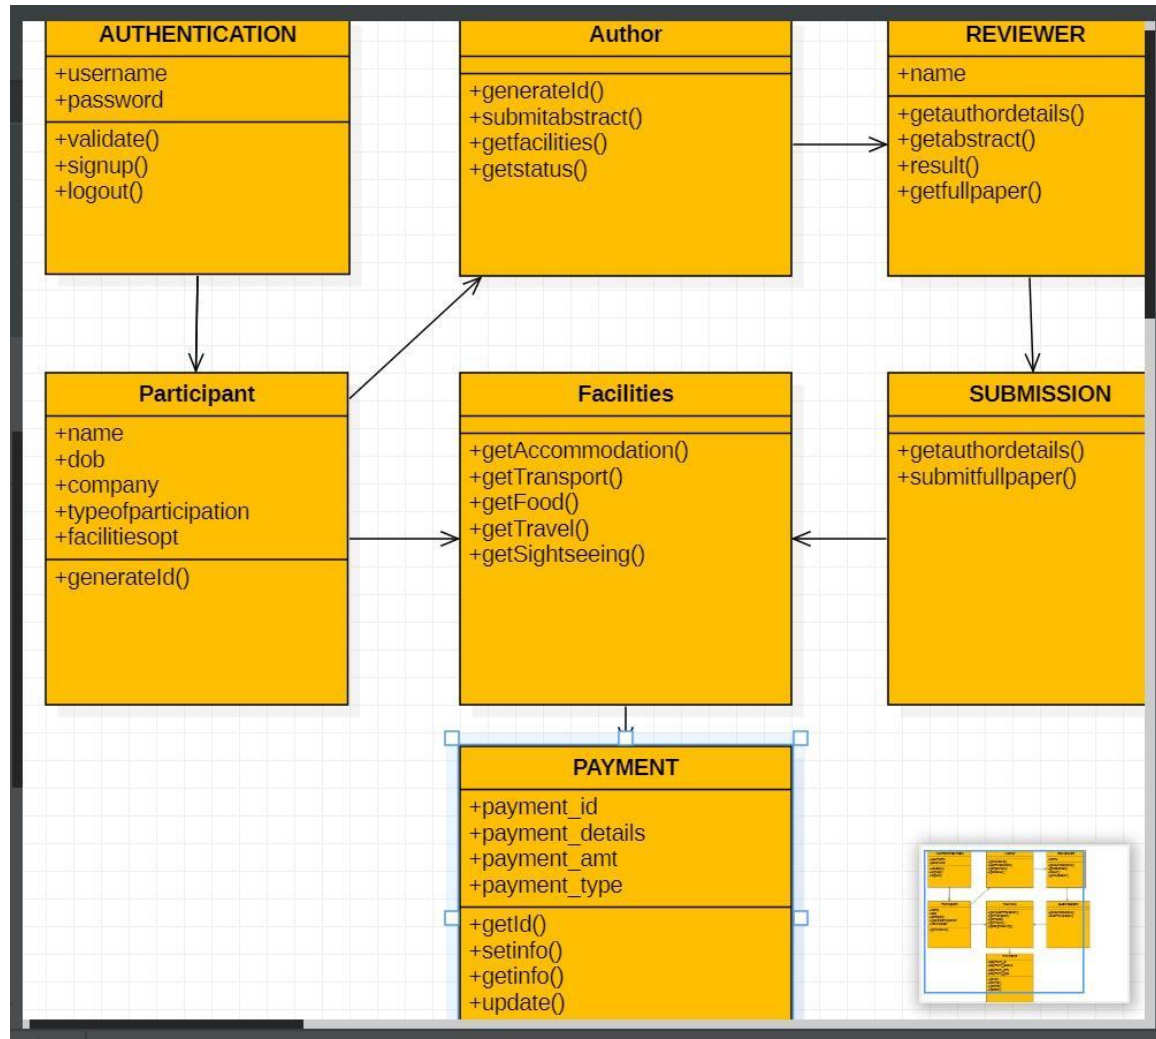 AUTHENTICATION
+username
+password
+validate()
+signup()
+logout()
Author
+generateId()
+submitabstract()
+getfacilities()
+getstatus()
REVIEWER
+name
+getauthordetails()
+getabstract()
+result()
+getfullpaper()
Participant
+name
+dob
+company
+typeofparticipation
+facilitiesopt
+generateId()
Facilities
+getAccommodation()
+getTransport()
+getFood()
+getTravel()
+getSightseeing()
SUBMISSION
+getauthordetails()
+submitfullpaper()
PAYMENT
+payment_id
+payment_details
+payment_amt
+payment_type
+getId()
+setinfo()
+getinfo()
+update()